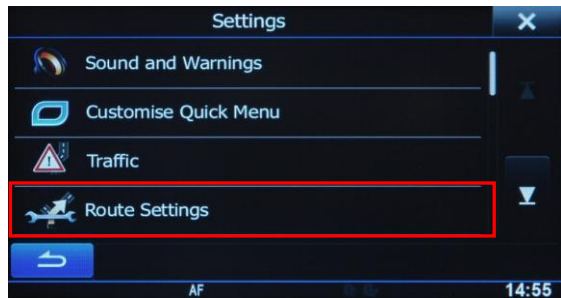 Settings
Sound and Warnings
Customise Quick Menu
Traffic
Route Settings
AF
14:55